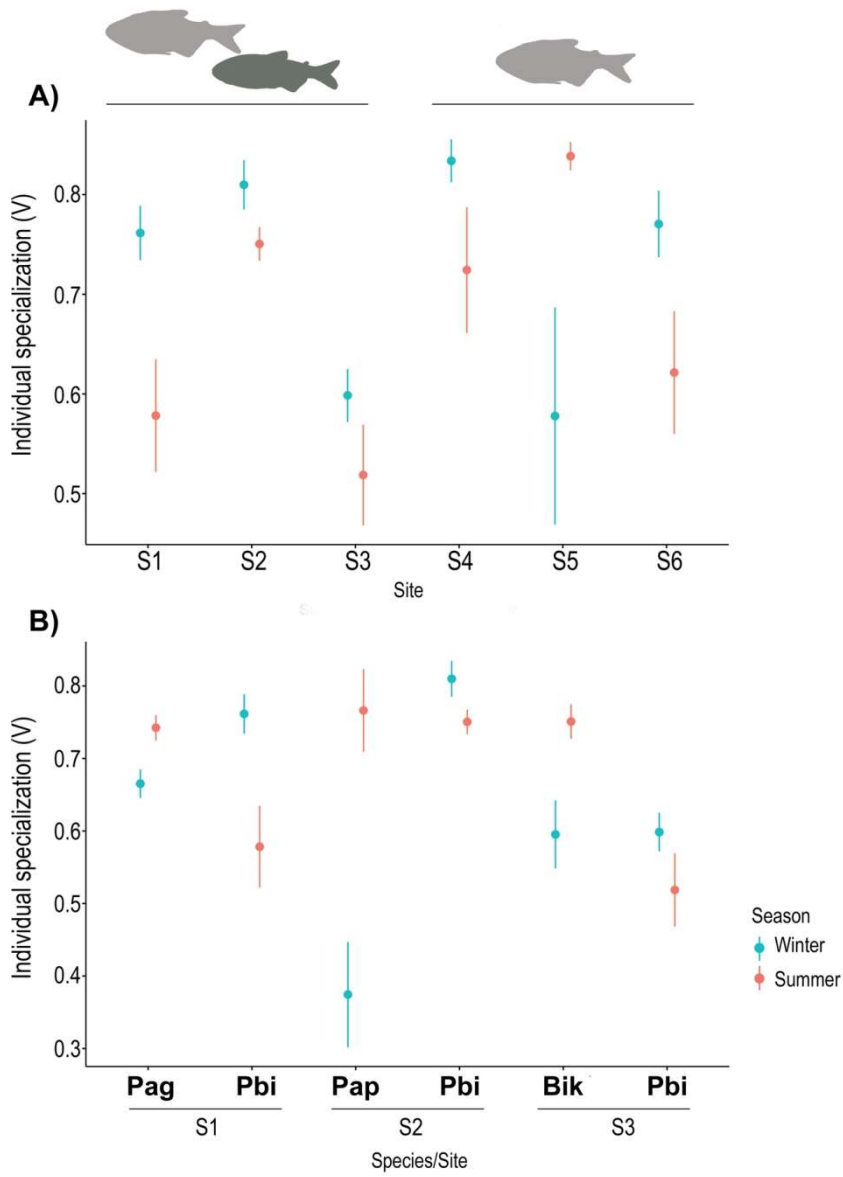 A)
Individual specialization (V)
0.8
0.7
0.6
0.5
S1 S2 S3 S4 S5 S6
Site
B)
Individual specialization (V)
0.8
0.7
0.6
0.5
0.4
0.3
Season
Winter
Summer
Pag Pbi Pap Pbi Bik Pbi
S1 S2 S3
Species/Site